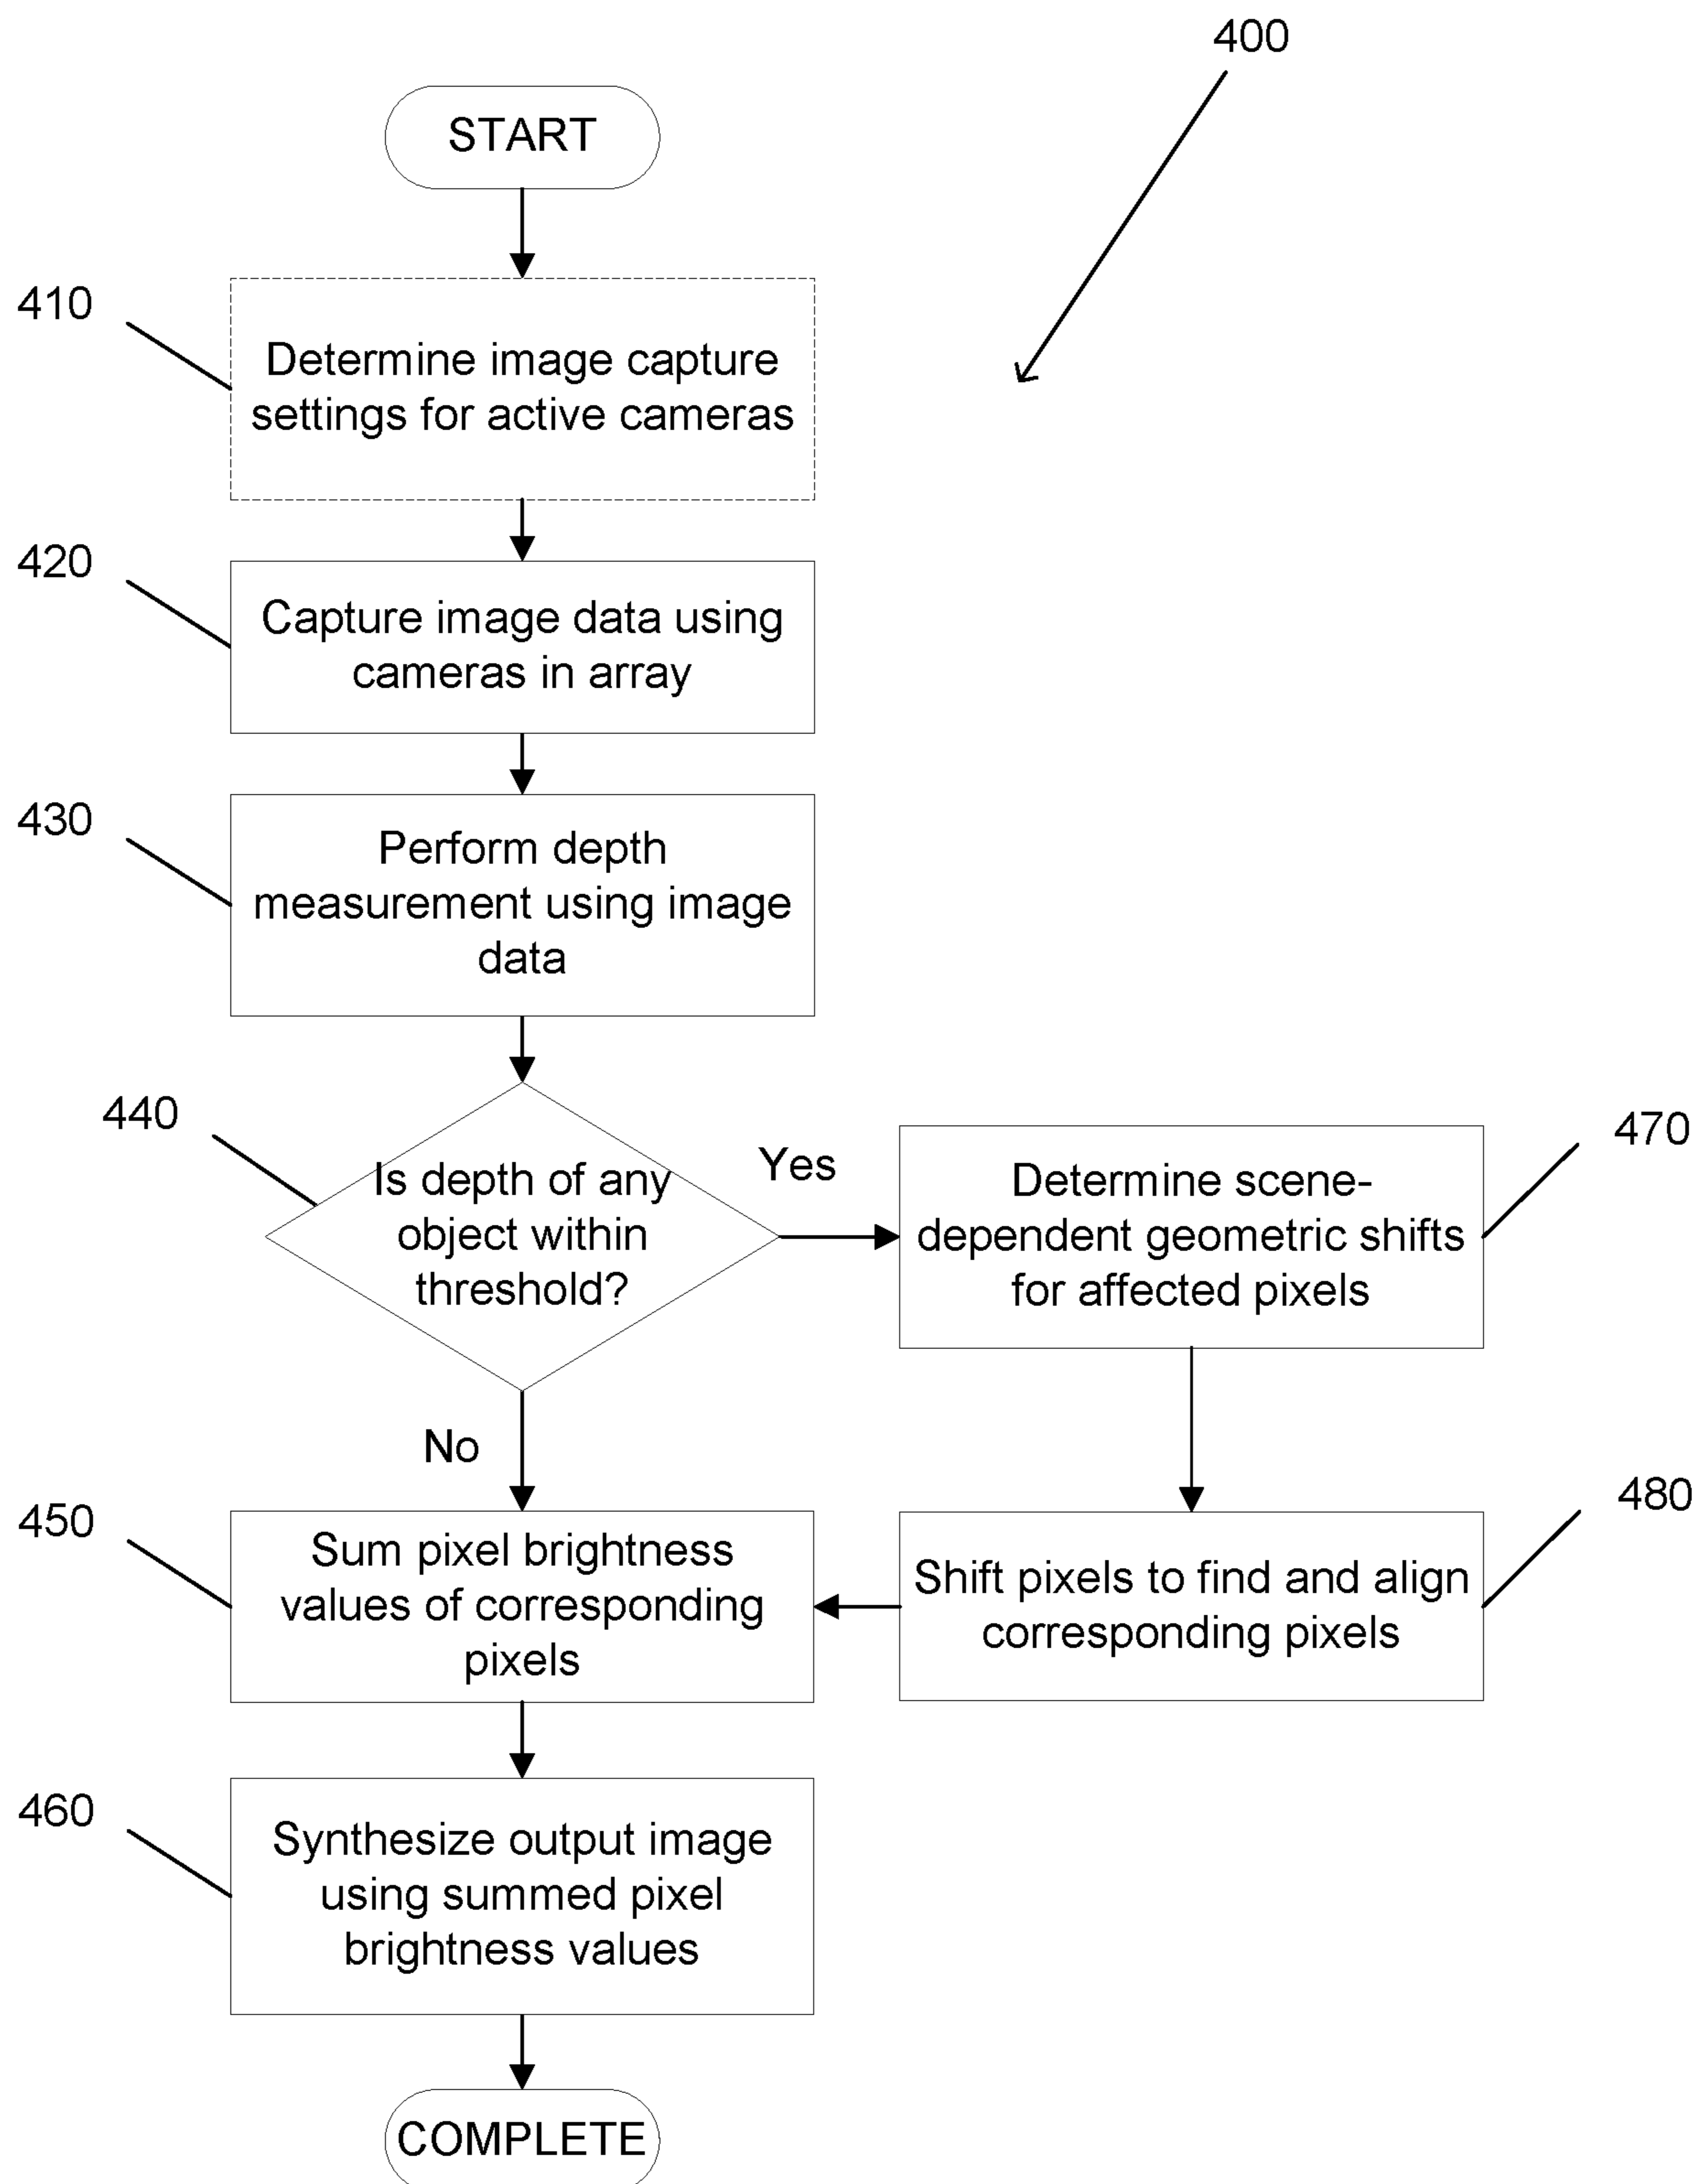 400
START
410
Determine image capture
settings for active cameras
420
Capture image data using
cameras in array
430
Perform depth
measurement using image
data
440
Is depth of any
object within
threshold?
Yes
470
Determine scene-
dependent geometric shifts
for affected pixels
No
450
Sum pixel brightness
values of corresponding
pixels
480
Shift pixels to find and align
corresponding pixels
460
Synthesize output image
using summed pixel
brightness values
COMPLETE